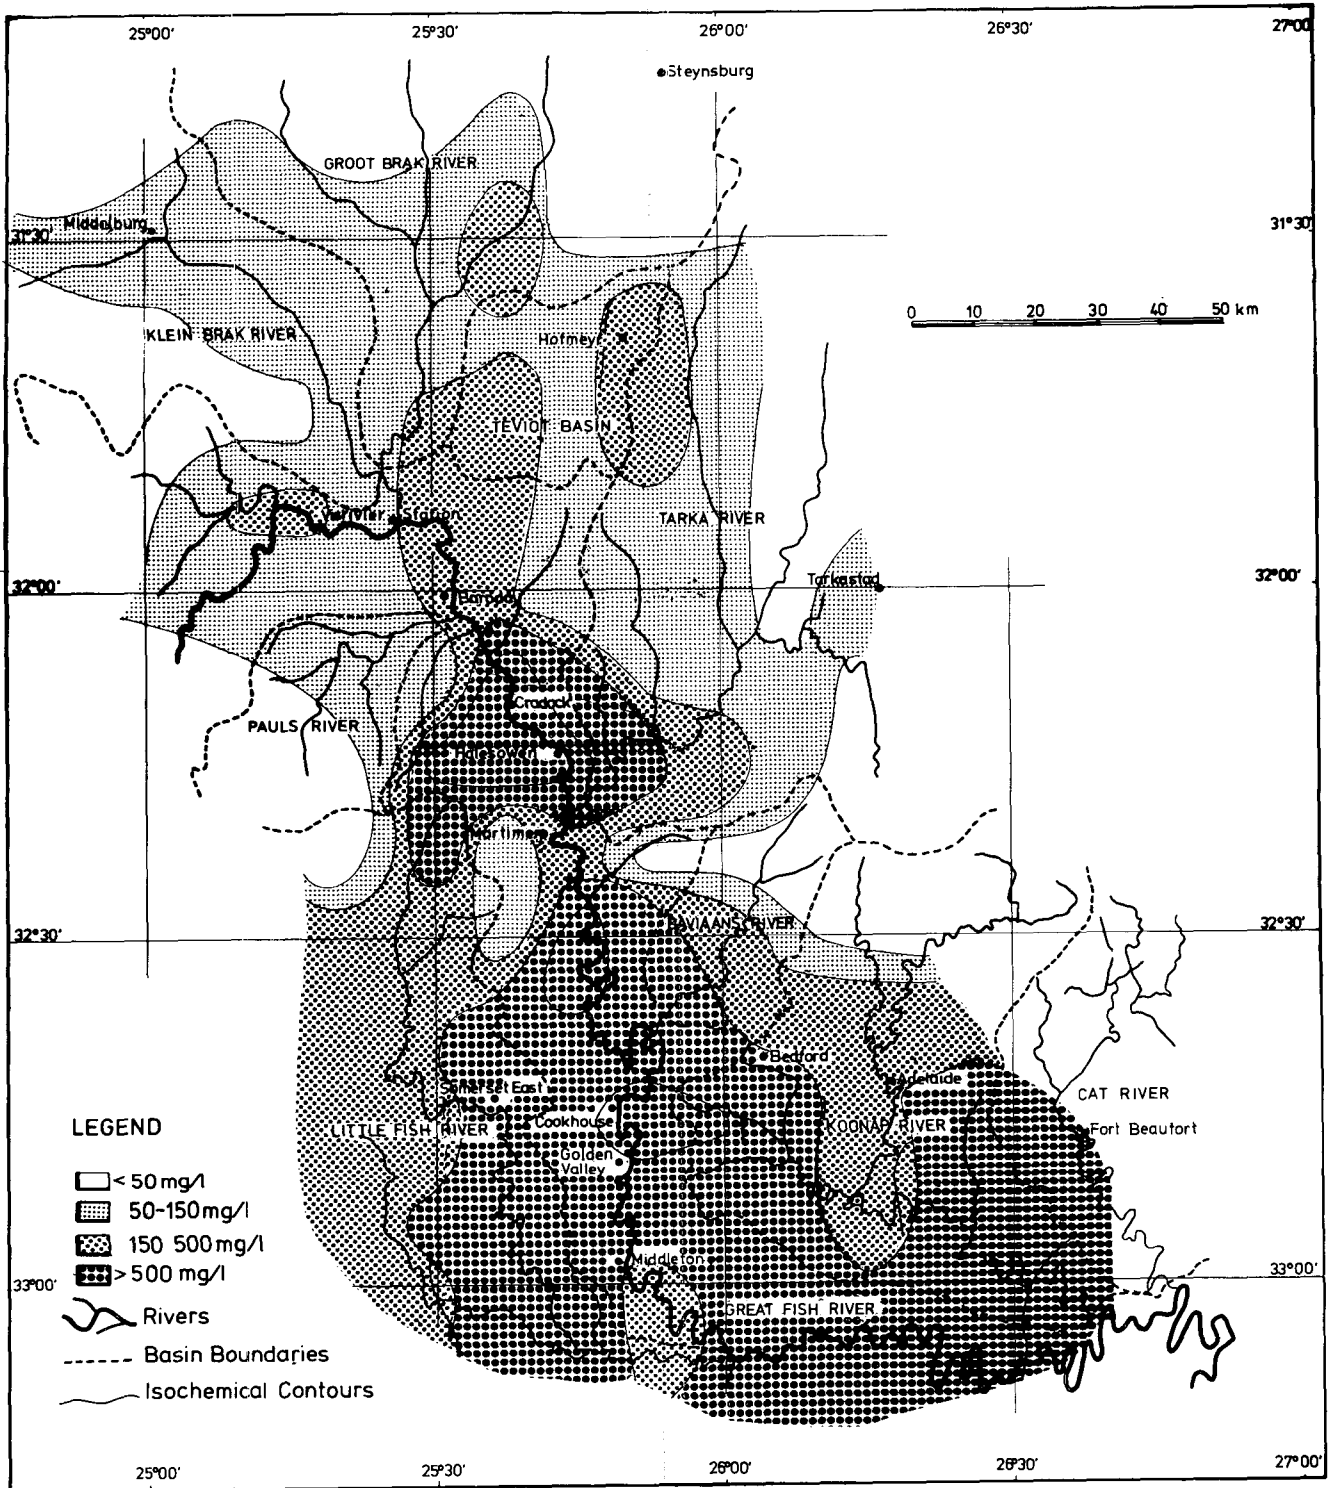 25°00' 25°30' 26°00' 26°30' 27°00'
Steynsburg
GROOT BRAK RIVER
Middelburg
31°30' 31°30'
0 10 20 30 40 50 km
KLEIN BRAK RIVER
Hofmeyr
TEVIOT BASIN
Station
TARKA RIVER
32°00' 32°00'
Tarkastad
Baroda
Cradock
PAULS RIVER
Halesowen
Mortimer
BAVIAANS RIVER
32°30' 32°30'
Bedford
Adelaide
Somerset East
CAT RIVER
Cookhouse
LITTLE FISH RIVER
KOONAP RIVER
Fort Beaufort
Golden
Valley
LEGEND
< 50 mg/l
50-150 mg/l
150 500 mg/l
> 500 mg/l
Middleton
33°00' 33°00'
GREAT FISH RIVER
Rivers
Basin Boundaries
Isochemical Contours
25°00' 25°30' 26°00' 26°30' 27°00'